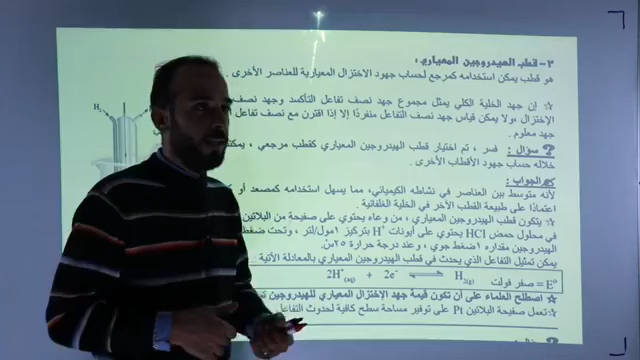 ٣- قطب الهيدروجين المعياري :
هو قطب يمكن استخدامه كمرجع لحساب جهود الاختزال المعيارية للعناصر الأخرى .
☆ إن جهد الخلية الكلي يمثل مجموع جهد نصف تفاعل التأكسد وجهد نصف
الاختزال ,ولا يمكن قياس جهد نصف التفاعل منفردًا إلا إذا اقترن مع نصف تفاعل
جهد معلوم .
H₂
? سؤال : فسر ، تم اختيار قطب الهيدروجين المعياري كقطب مرجعي ،
خلاله حساب جهود الأقطاب الأخرى .
الجواب :
لأنه متوسط بين العناصر في نشاطه الكيميائي، مما يسهل استخدامه كمصعد أو
اعتمادًا على طبيعة القطب الآخر في الخلية الغلفانية .
☆ يتكون قطب الهيدروجين المعياري ، من وعاء يحتوي على صفيحة من البلاتين
في محلول حمض HCl يحتوي على أيونات H⁺ بتركيز ١مول/لتر ، وتحت ضغط
الهيدروجين مقداره ١ضغط جوي ، وعند درجة حرارة ٢٥س
يمكن تمثيل التفاعل الذي يحدث في قطب الهيدروجين المعياري بالمعادلة الآتية
2H⁺(aq) + 2e⁻ ⇌ H₂(g) E° = صفر فولت
☆ اصطلح العلماء على أن تكون قيمة جهد الإختزال المعياري للهيدروجين
☆ تعمل صفيحة البلاتين Pt على توفير مساحة سطح كافية لحدوث التفاعل